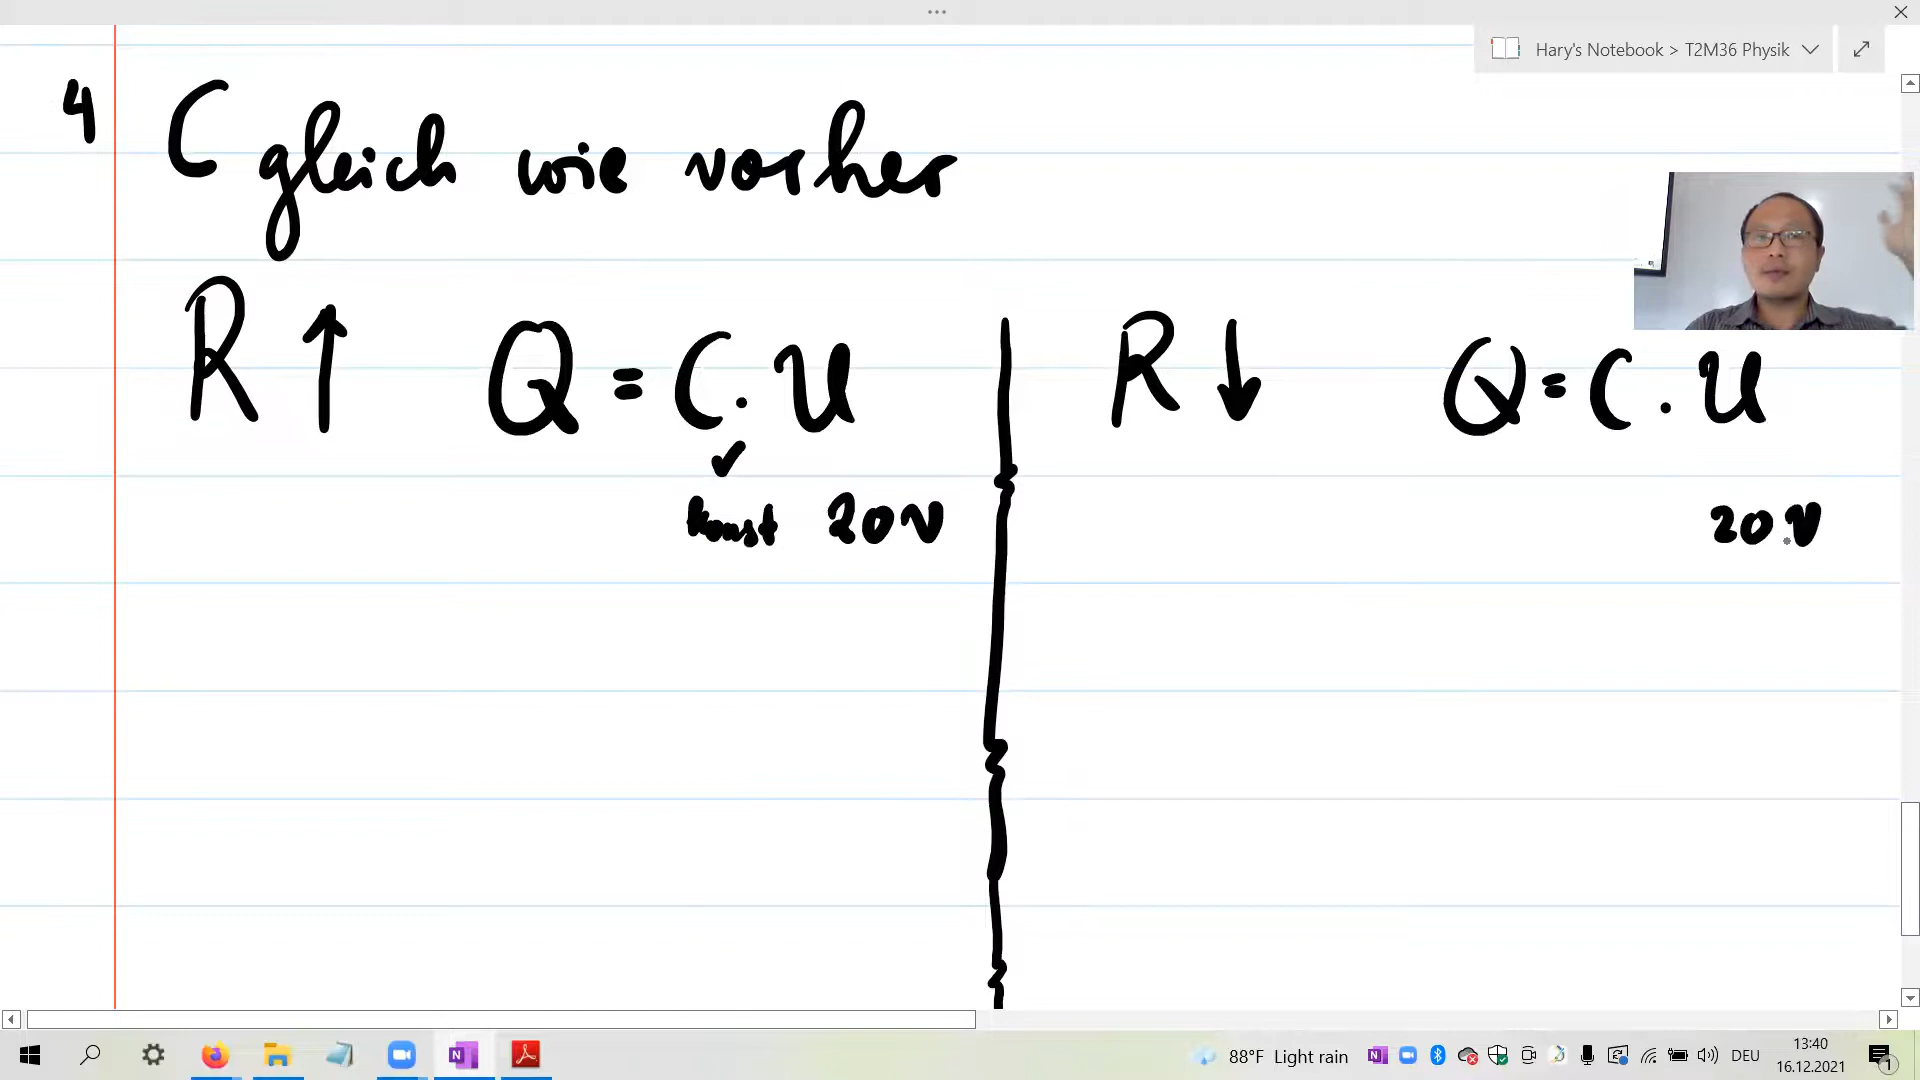 Hary's Notebook > T2M36 Physik
4 C gleich wie vorher
R ↑ Q = C · U
✓
konst 20V
R ↓ Q = C . U
20V
88°F Light rain
DEU
13:40
16.12.2021
1